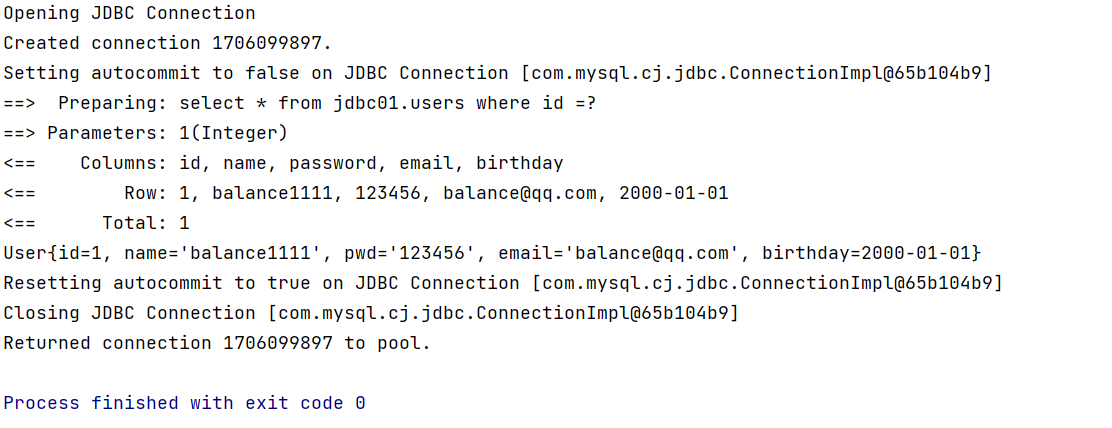 Opening JDBC Connection
Created connection 1706099897.
Setting autocommit to false on JDBC Connection [com.mysql.cj.jdbc.ConnectionImpl@65b104b9]
==>  Preparing: select * from jdbc01.users where id =?
==> Parameters: 1(Integer)
<==    Columns: id, name, password, email, birthday
<==        Row: 1, balance1111, 123456, balance@qq.com, 2000-01-01
<==      Total: 1
User{id=1, name='balance1111', pwd='123456', email='balance@qq.com', birthday=2000-01-01}
Resetting autocommit to true on JDBC Connection [com.mysql.cj.jdbc.ConnectionImpl@65b104b9]
Closing JDBC Connection [com.mysql.cj.jdbc.ConnectionImpl@65b104b9]
Returned connection 1706099897 to pool.
Process finished with exit code 0